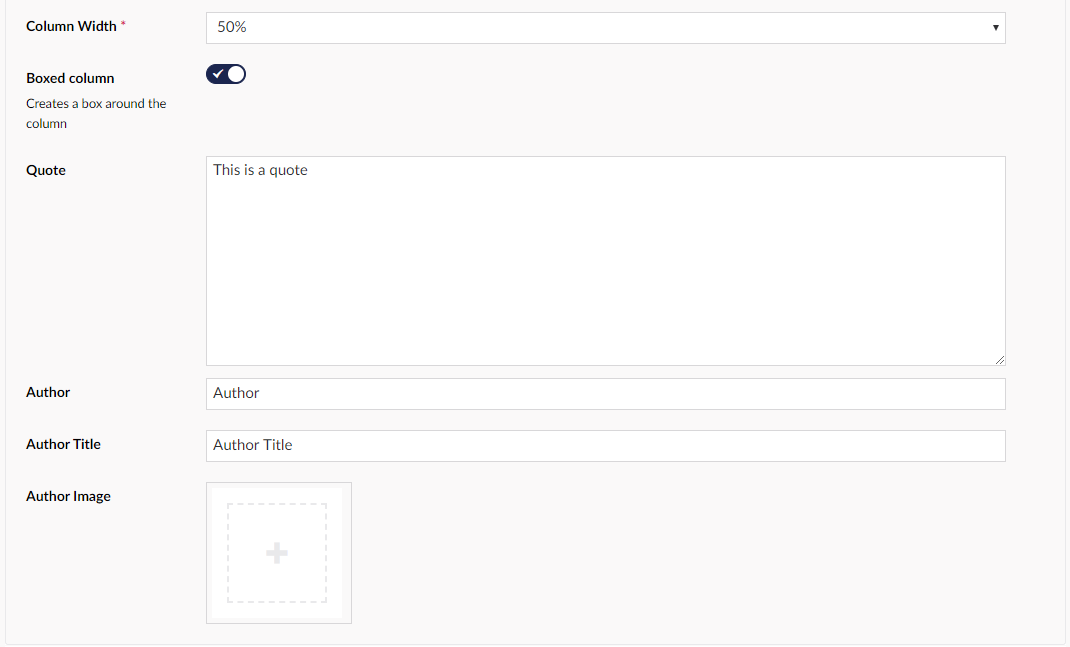 Column Width *
50%
Boxed column
Creates a box around the
column
Quote
This is a quote
Author
Author
Author Title
Author Title
Author Image